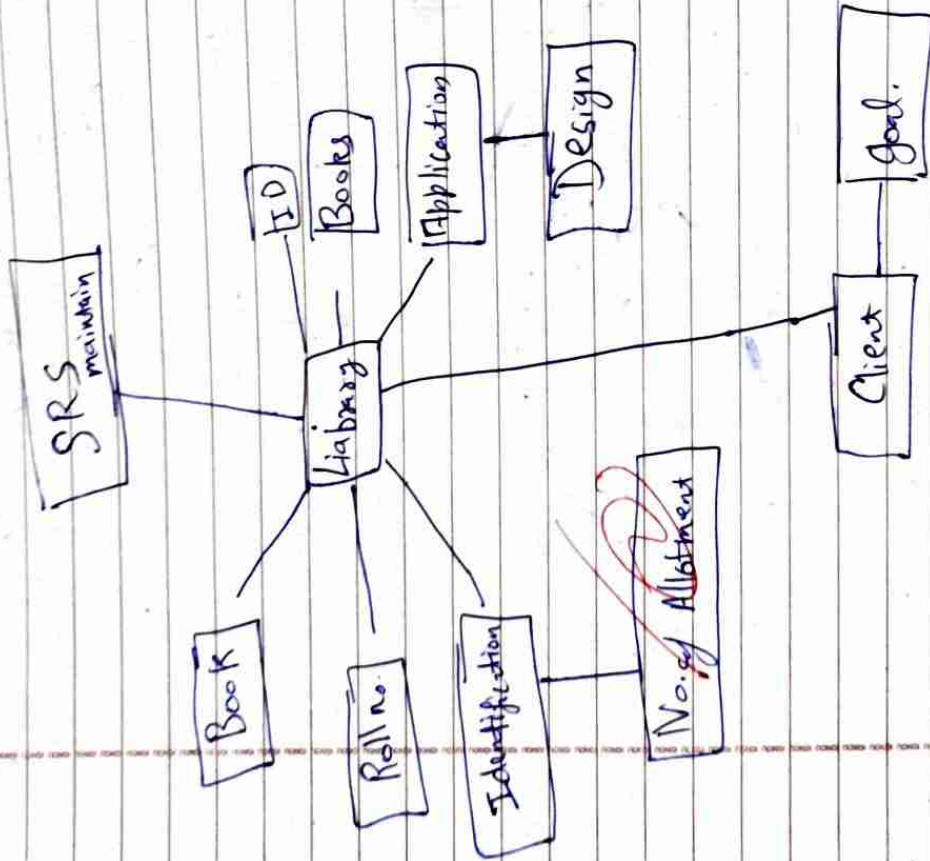 SRS
maintain
ID
Books
Application
Design
Liabrary
Book
Roll no.
Identification
No. of Allotment
Client
goal.